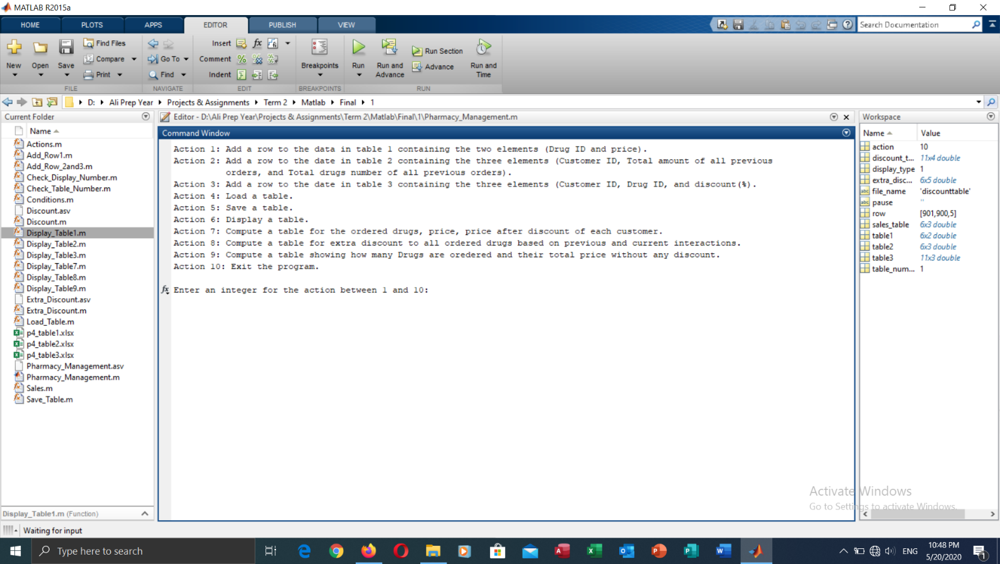 MATLAB R2015a
HOME PLOTS APPS EDITOR PUBLISH VIEW
Search Documentation
New
Open
Save
Find Files
Compare
Print
FILE
Go To
Find
NAVIGATE
Insert fx
Comment
Indent
EDIT
Breakpoints
BREAKPOINTS
Run
Run and
Advance
Run Section
Advance
Run and
Time
RUN
D: Ali Prep Year Projects & Assignments Term 2 Matlab Final 1
Current Folder
Name
Actions.m
Add_Row1.m
Add_Row_2and3.m
Check_Display_Number.m
Check_Table_Number.m
Conditions.m
Discount.asv
Discount.m
Display_Table1.m
Display_Table2.m
Display_Table3.m
Display_Table7.m
Display_Table8.m
Display_Table9.m
Extra_Discount.asv
Extra_Discount.m
Load_Table.m
p4_table1.xlsx
p4_table2.xlsx
p4_table3.xlsx
Pharmacy_Management.asv
Pharmacy_Management.m
Sales.m
Save_Table.m
Display_Table1.m (Function)
Editor - D:\Ali Prep Year\Projects & Assignments\Term 2\Matlab\Final\1\Pharmacy_Management.m
Command Window
Action 1: Add a row to the data in table 1 containing the two elements (Drug ID and price).
Action 2: Add a row to the date in table 2 containing the three elements (Customer ID, Total amount of all previous
orders, and Total drugs number of all previous orders).
Action 3: Add a row to the date in table 3 containing the three elements (Customer ID, Drug ID, and discount(%).
Action 4: Load a table.
Action 5: Save a table.
Action 6: Display a table.
Action 7: Compute a table for the ordered drugs, price, price after discount of each customer.
Action 8: Compute a table for extra discount to all ordered drugs based on previous and current interactions.
Action 9: Compute a table showing how many Drugs are oredered and their total price without any discount.
Action 10: Exit the program.
fx Enter an integer for the action between 1 and 10:
Workspace
Name Value
action 10
discount_t... 11x4 double
display_type 1
extra_disc... 6x5 double
file_name 'discounttable'
pause ''
row [901,900,5]
sales_table 6x3 double
table1 6x2 double
table2 6x3 double
table3 11x3 double
table_num... 1
Activate Windows
Go to Settings to activate Windows.
Waiting for input
Type here to search
ENG
10:48 PM
5/20/2020
1